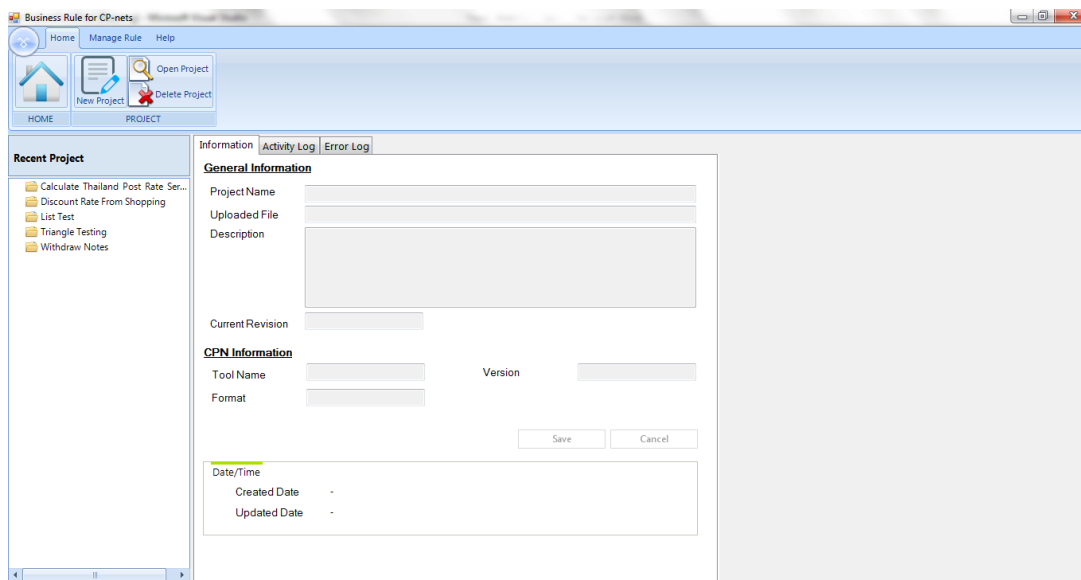 Business Rule for CP-nets
Home Manage Rule Help
Open Project
New Project Delete Project
HOME PROJECT
Recent Project
Calculate Thailand Post Rate Ser...
Discount Rate From Shopping
List Test
Triangle Testing
Withdraw Notes
Information Activity Log Error Log
General Information
Project Name
Uploaded File
Description
Current Revision
CPN Information
Tool Name Version
Format
Save Cancel
Date/Time
Created Date -
Updated Date -